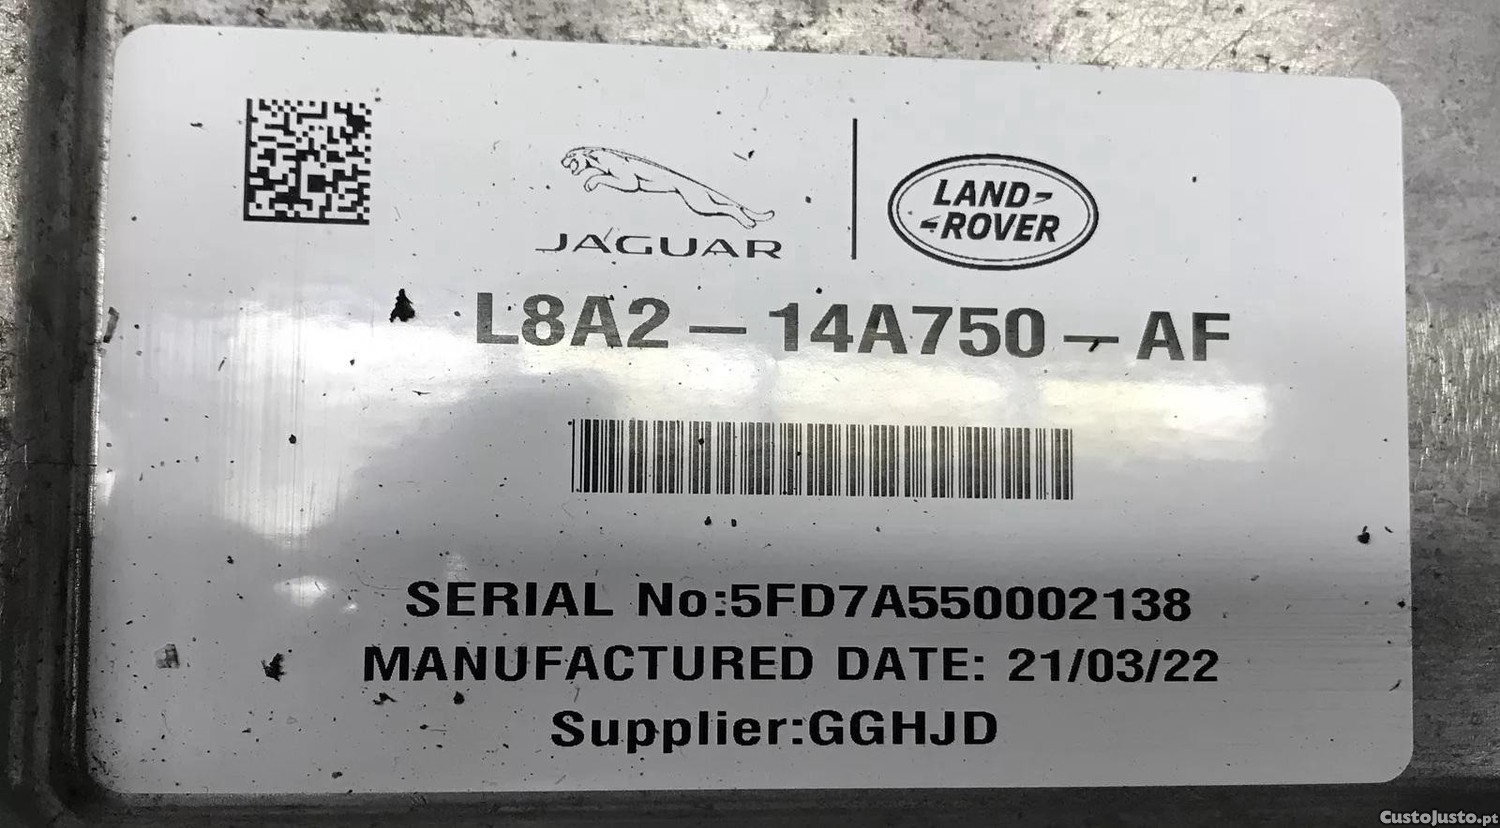 JAGUAR
LAND-
-ROVER
L8A2-14A750-AF
SERIAL No:5FD7A550002138
MANUFACTURED DATE: 21/03/22
Supplier:GGHJD
CustoJusto.pt